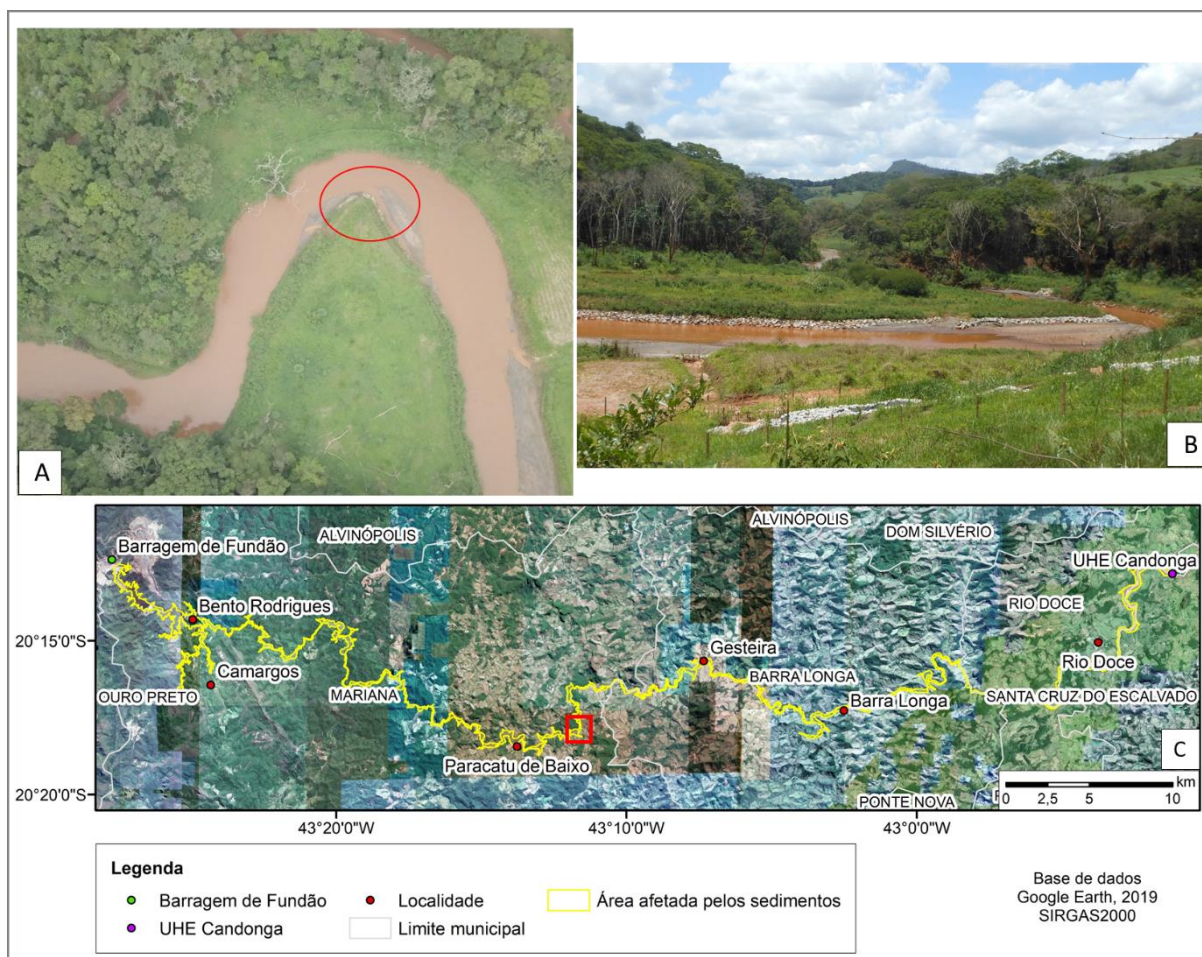 A
B
ALVINÓPOLIS
ALVINÓPOLIS
DOM SILVÉRIO
Barragem de Fundão
UHE Candonga
20°15'0"S
Bento Rodrigues
RIO DOCE
Gesteira
Camargos
Rio Doce
OURO PRETO
MARIANA
BARRA LONGA
SANTA CRUZ DO ESCALVADO
Barra Longa
Paracatu de Baixo
C
km
20°20'0"S
PONTE NOVA
0 2,5 5 10
43°20'0"W
43°10'0"W
43°0'0"W
Legenda
Barragem de Fundão
Localidade
Área afetada pelos sedimentos
UHE Candonga
Limite municipal
Base de dados
Google Earth, 2019
SIRGAS2000